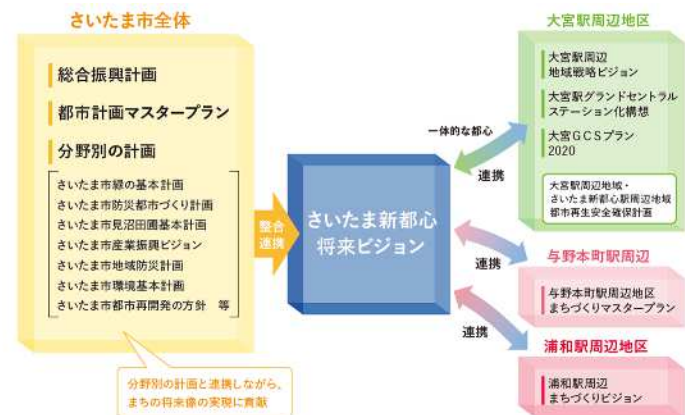 さいたま市全体
総合振興計画
都市計画マスタープラン
分野別の計画
さいたま市緑の基本計画
さいたま市防災都市づくり計画
さいたま市見沼田圃基本計画
さいたま市産業振興ビジョン
さいたま市地域防災計画
さいたま市環境基本計画
さいたま市都市再開発の方針 等
分野別の計画と連携しながら、
まちの将来像の実現に貢献
整合
連携
さいたま新都心
将来ビジョン
一体的な都心
連携
連携
連携
大宮駅周辺地区
大宮駅周辺
地域戦略ビジョン
大宮駅グランドセントラル
ステーション化構想
大宮GCSプラン
2020
大宮駅周辺地域・
さいたま新都心駅周辺地域
都市再生安全確保計画
与野本町駅周辺
与野本町駅周辺地区
まちづくりマスタープラン
浦和駅周辺地区
浦和駅周辺
まちづくりビジョン